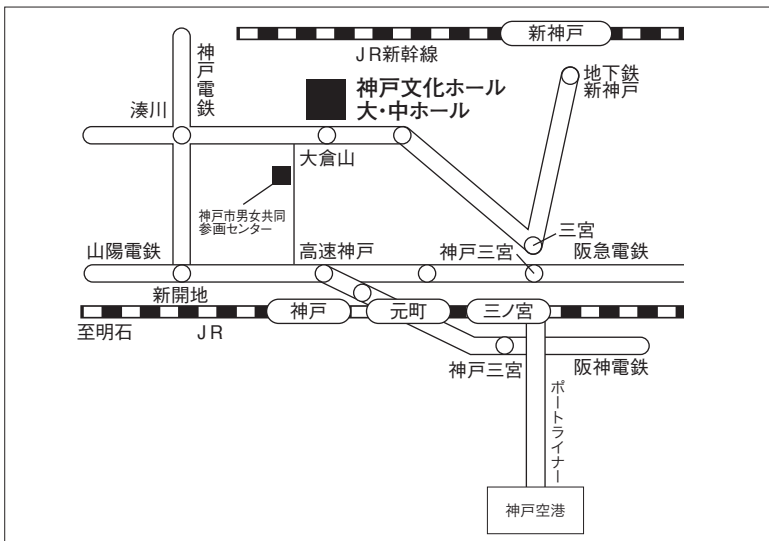 新神戸
JR新幹線
神戸電鉄
地下鉄
新神戸
神戸文化ホール
大・中ホール
湊川
大倉山
神戸市男女共同
参画センター
三宮
山陽電鉄
高速神戸
神戸三宮
阪急電鉄
新開地
神戸
元町
三ノ宮
至明石
JR
神戸三宮
阪神電鉄
ポートライナー
神戸空港